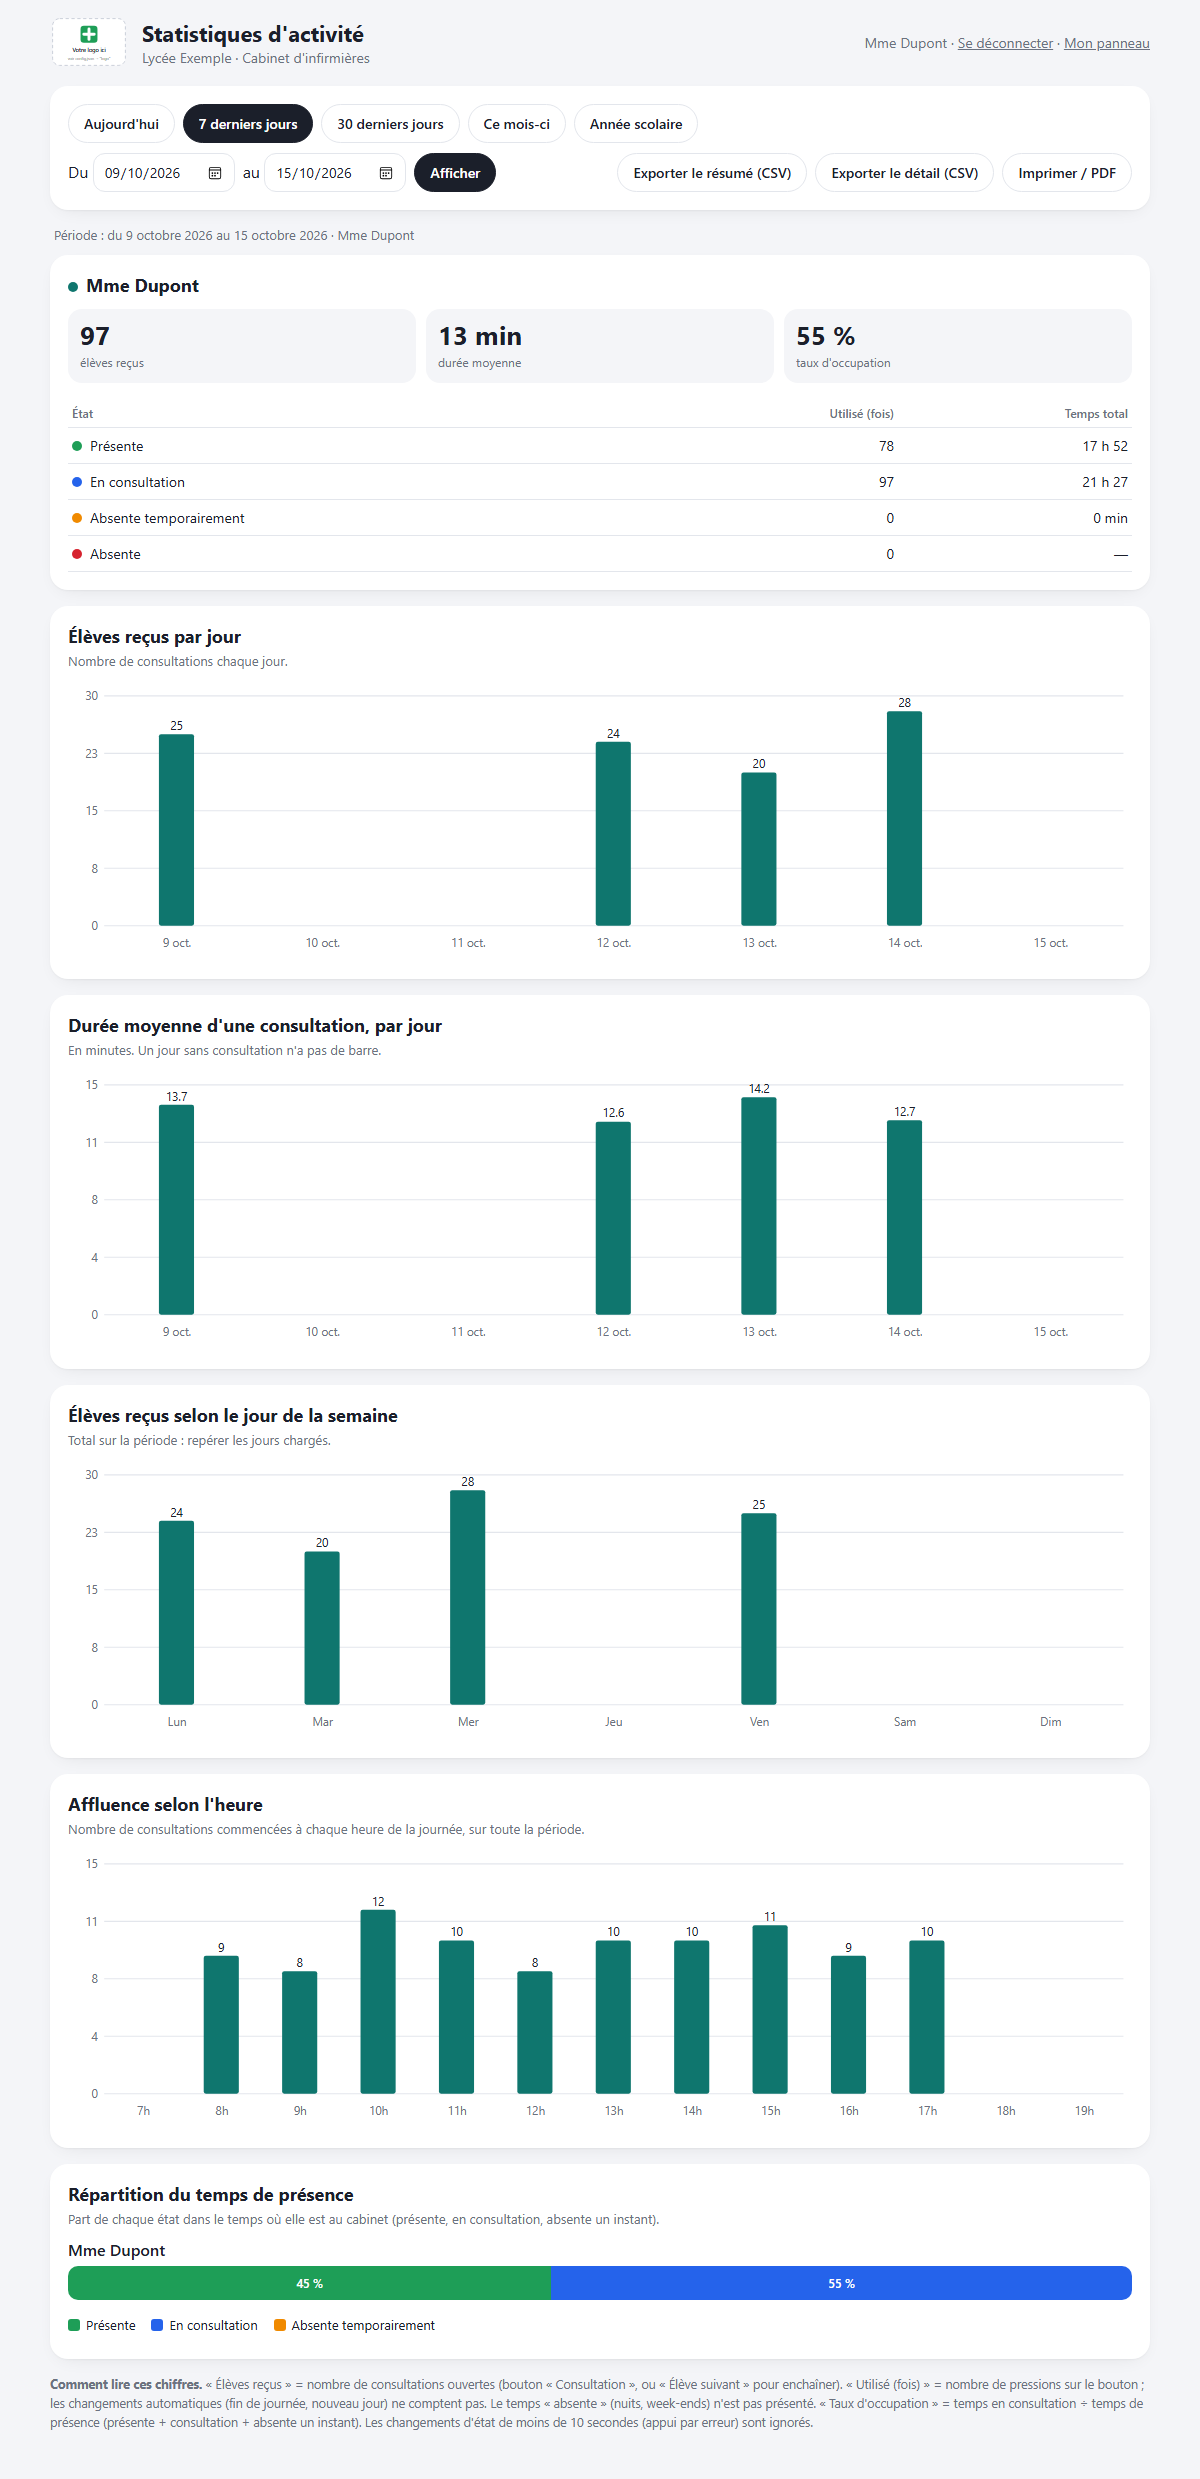 Votre logo ici
Statistiques d'activité
Lycée Exemple · Cabinet d'infirmières
Mme Dupont · Se déconnecter · Mon panneau
Aujourd'hui
7 derniers jours
30 derniers jours
Ce mois-ci
Année scolaire
Du 09/10/2026 au 15/10/2026 Afficher
Exporter le résumé (CSV)
Exporter le détail (CSV)
Imprimer / PDF
Période : du 9 octobre 2026 au 15 octobre 2026 · Mme Dupont
Mme Dupont
97
élèves reçus
13 min
durée moyenne
55 %
taux d'occupation
État Utilisé (fois) Temps total
Présente 78 17 h 52
En consultation 97 21 h 27
Absente temporairement 0 0 min
Absente 0 —
Élèves reçus par jour
Nombre de consultations chaque jour.
30
23
15
8
0
25
24
20
28
9 oct. 10 oct. 11 oct. 12 oct. 13 oct. 14 oct. 15 oct.
Durée moyenne d'une consultation, par jour
En minutes. Un jour sans consultation n'a pas de barre.
15
11
8
4
0
13.7
12.6
14.2
12.7
9 oct. 10 oct. 11 oct. 12 oct. 13 oct. 14 oct. 15 oct.
Élèves reçus selon le jour de la semaine
Total sur la période : repérer les jours chargés.
30
23
15
8
0
24
20
28
25
Lun Mar Mer Jeu Ven Sam Dim
Affluence selon l'heure
Nombre de consultations commencées à chaque heure de la journée, sur toute la période.
15
11
8
4
0
9
8
12
10
8
10
10
11
9
10
7h 8h 9h 10h 11h 12h 13h 14h 15h 16h 17h 18h 19h
Répartition du temps de présence
Part de chaque état dans le temps où elle est au cabinet (présente, en consultation, absente un instant).
Mme Dupont
45 % 55 %
Présente En consultation Absente temporairement
Comment lire ces chiffres. « Élèves reçus » = nombre de consultations ouvertes (bouton « Consultation », ou « Élève suivant » pour enchaîner). « Utilisé (fois) » = nombre de pressions sur le bouton ;
les changements automatiques (fin de journée, nouveau jour) ne comptent pas. Le temps « absente » (nuits, week-ends) n'est pas présenté. « Taux d'occupation » = temps en consultation ÷ temps de
présence (présente + consultation + absente un instant). Les changements d'état de moins de 10 secondes (appui par erreur) sont ignorés.